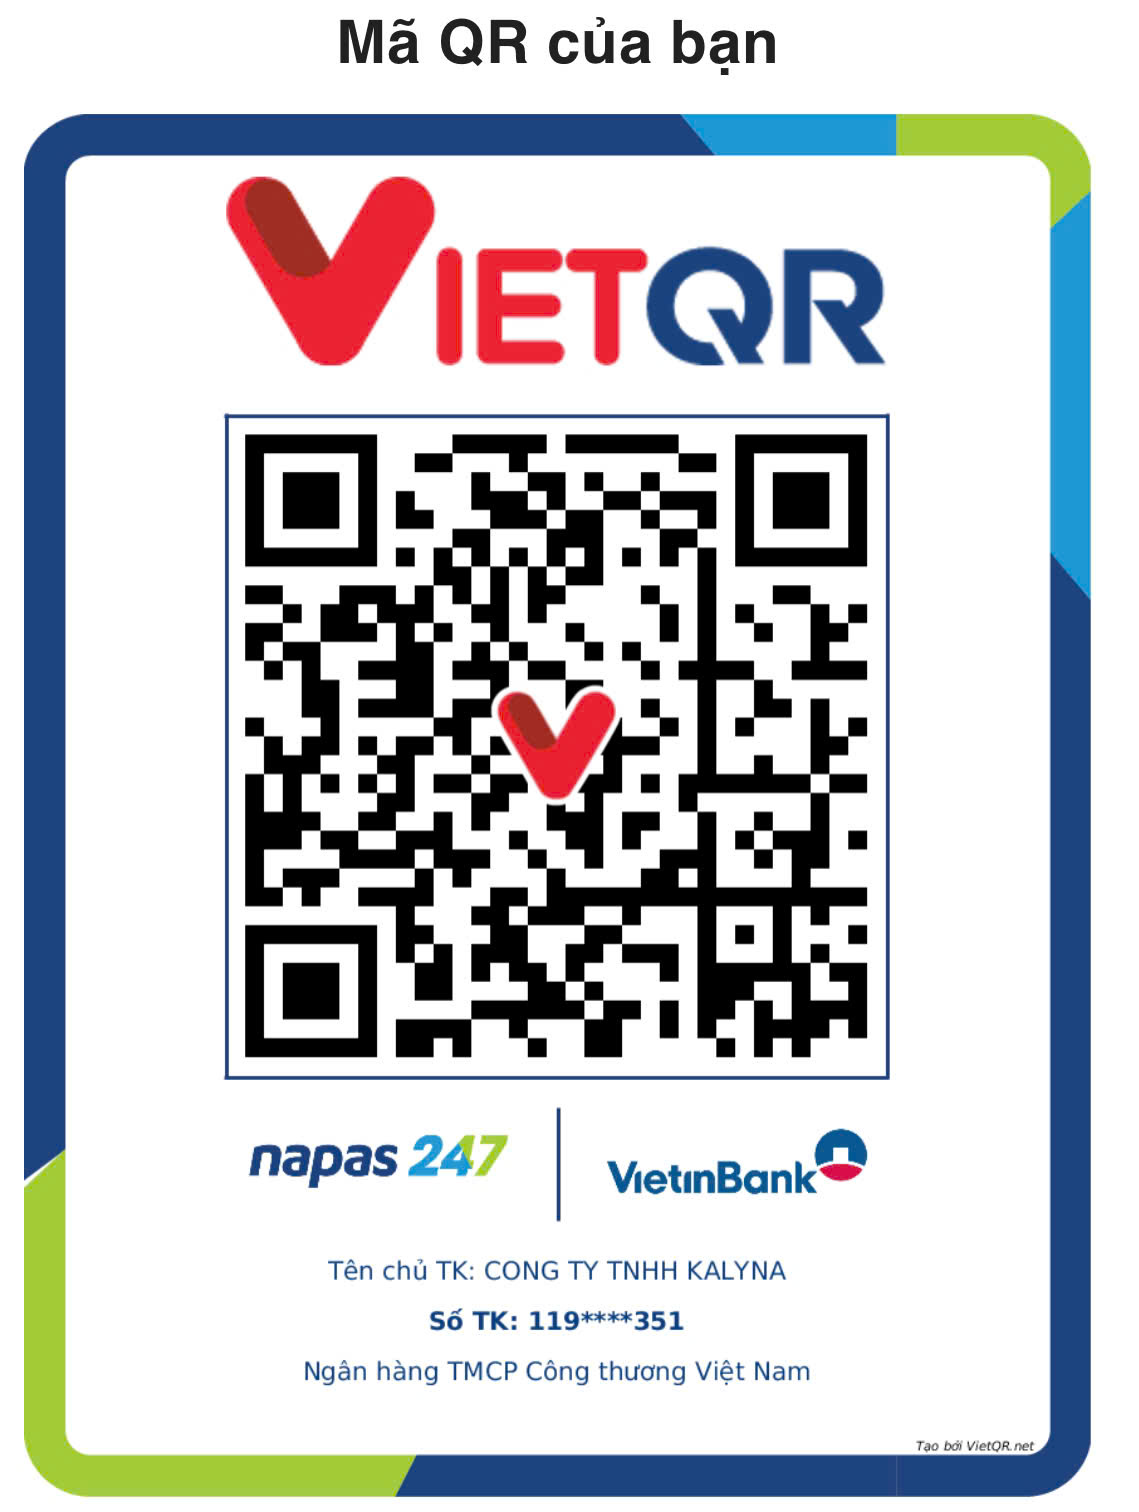 Mã QR của bạn
VIETQR
napas 247
VietinBank
Tên chủ TK: CONG TY TNHH KALYNA
Số TK: 119****351
Ngân hàng TMCP Công thương Việt Nam
Tạo bởi VietQR.net